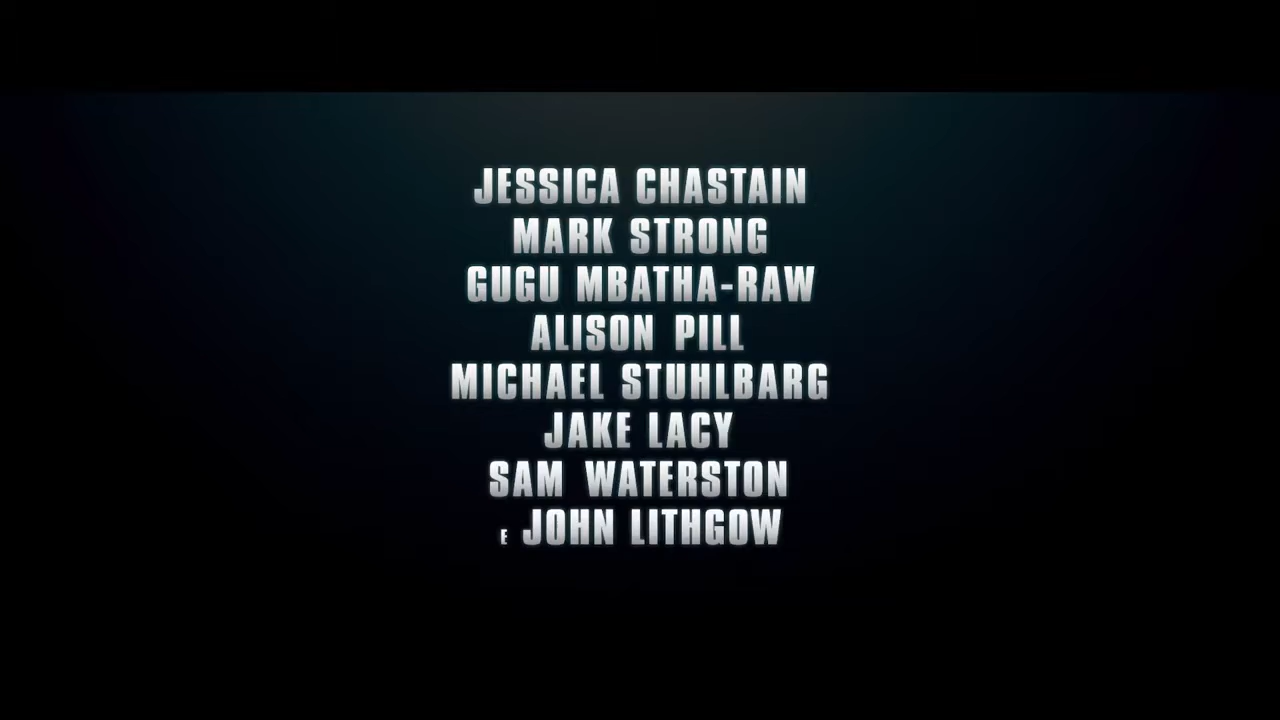 JESSICA CHASTAIN
MARK STRONG
GUGU MBATHA-RAW
ALISON PILL
MICHAEL STUHLBARG
JAKE LACY
SAM WATERSTON
E JOHN LITHGOW